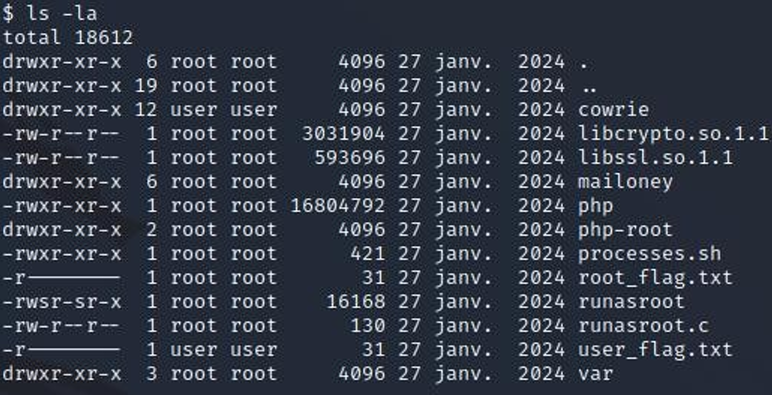 $ ls -la
total 18612
drwxr-xr-x  6 root root     4096 27 janv.  2024 .
drwxr-xr-x 19 root root     4096 27 janv.  2024 ..
drwxr-xr-x 12 user user     4096 27 janv.  2024 cowrie
-rw-r--r--  1 root root  3031904 27 janv.  2024 libcrypto.so.1.1
-rw-r--r--  1 root root   593696 27 janv.  2024 libssl.so.1.1
drwxr-xr-x  6 root root     4096 27 janv.  2024 mailoney
-rwxr-xr-x  1 root root 16804792 27 janv.  2024 php
drwxr-xr-x  2 root root     4096 27 janv.  2024 php-root
-rwxr-xr-x  1 root root      421 27 janv.  2024 processes.sh
-r--------  1 root root       31 27 janv.  2024 root_flag.txt
-rwsr-sr-x  1 root root    16168 27 janv.  2024 runasroot
-rw-r--r--  1 root root      130 27 janv.  2024 runasroot.c
-r--------  1 user user       31 27 janv.  2024 user_flag.txt
drwxr-xr-x  3 root root     4096 27 janv.  2024 var